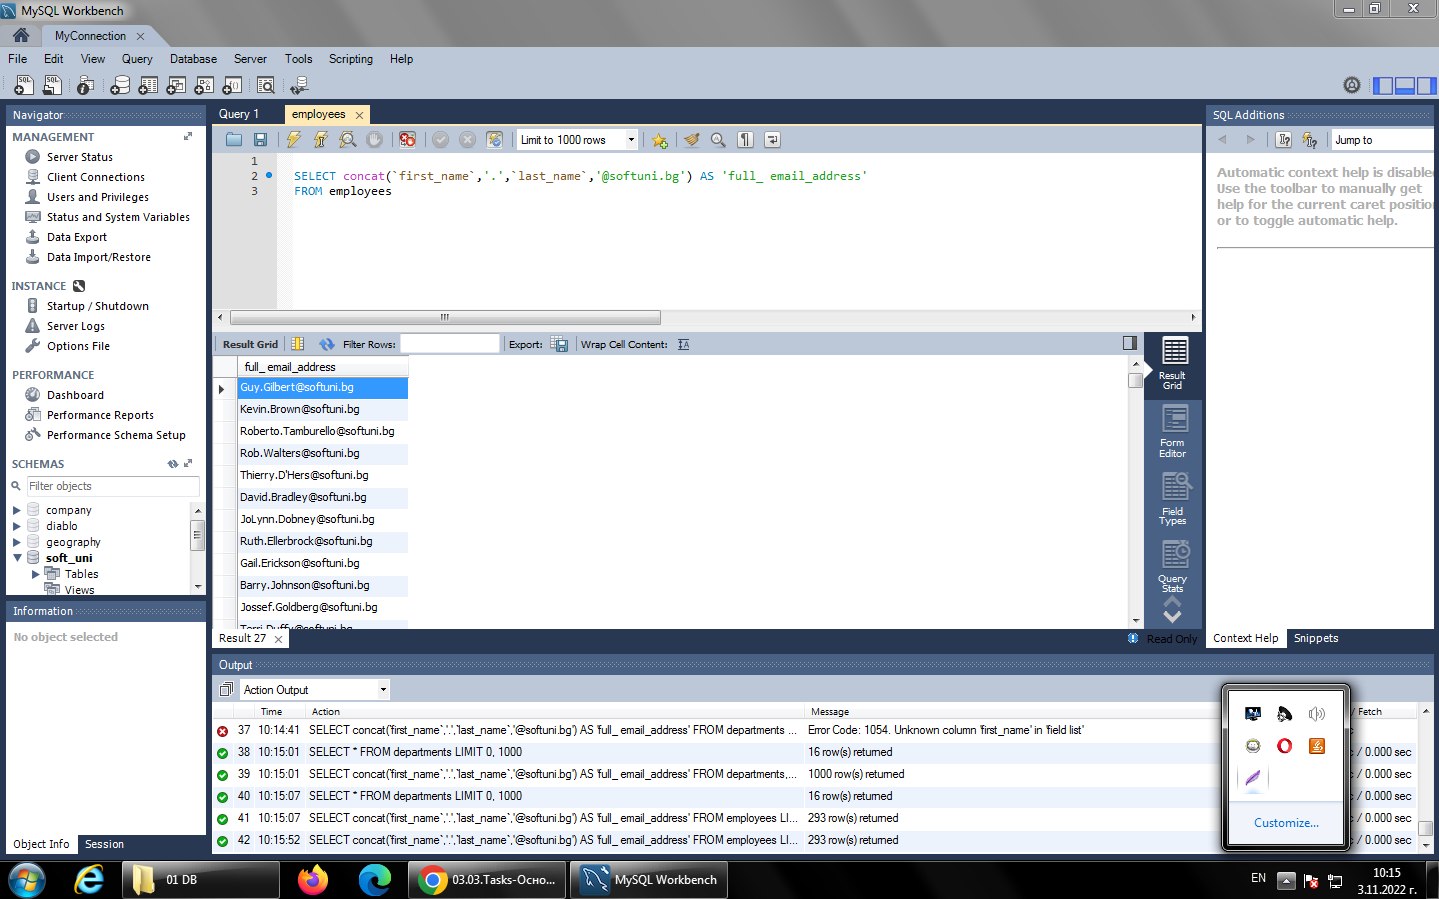 MySQL Workbench
MyConnection
File Edit View Query Database Server Tools Scripting Help
Navigator
MANAGEMENT
Server Status
Client Connections
Users and Privileges
Status and System Variables
Data Export
Data Import/Restore
INSTANCE
Startup / Shutdown
Server Logs
Options File
PERFORMANCE
Dashboard
Performance Reports
Performance Schema Setup
SCHEMAS
Filter objects
company
diablo
geography
soft_uni
Tables
Views
Information
No object selected
Object Info Session
Query 1 employees
Limit to 1000 rows
1
2 SELECT concat(`first_name`,'.',`last_name`,'@softuni.bg') AS 'full_ email_address'
3 FROM employees
Result Grid Filter Rows: Export: Wrap Cell Content:
full_ email_address
Guy.Gilbert@softuni.bg
Kevin.Brown@softuni.bg
Roberto.Tamburello@softuni.bg
Rob.Walters@softuni.bg
Thierry.D'Hers@softuni.bg
David.Bradley@softuni.bg
JoLynn.Dobney@softuni.bg
Ruth.Ellerbrock@softuni.bg
Gail.Erickson@softuni.bg
Barry.Johnson@softuni.bg
Jossef.Goldberg@softuni.bg
Terri.Duffy@softuni.bg
Result Grid
Form Editor
Field Types
Query Stats
Result 27
Read Only
SQL Additions
Jump to
Automatic context help is disabled
Use the toolbar to manually get
help for the current caret position
or to toggle automatic help.
Context Help Snippets
Output
Action Output
Time Action Message / Fetch
37 10:14:41 SELECT concat(`first_name`,'.',`last_name`,'@softuni.bg') AS 'full_ email_address' FROM departments ... Error Code: 1054. Unknown column 'first_name' in 'field list'
38 10:15:01 SELECT * FROM departments LIMIT 0, 1000 16 row(s) returned / 0.000 sec
39 10:15:01 SELECT concat(`first_name`,'.',`last_name`,'@softuni.bg') AS 'full_ email_address' FROM departments,... 1000 row(s) returned / 0.000 sec
40 10:15:07 SELECT * FROM departments LIMIT 0, 1000 16 row(s) returned / 0.000 sec
41 10:15:07 SELECT concat(`first_name`,'.',`last_name`,'@softuni.bg') AS 'full_ email_address' FROM employees LI... 293 row(s) returned / 0.000 sec
42 10:15:52 SELECT concat(`first_name`,'.',`last_name`,'@softuni.bg') AS 'full_ email_address' FROM employees LI... 293 row(s) returned / 0.000 sec
Customize...
01 DB 03.03.Tasks-Осно... MySQL Workbench EN 10:15
3.11.2022 г.